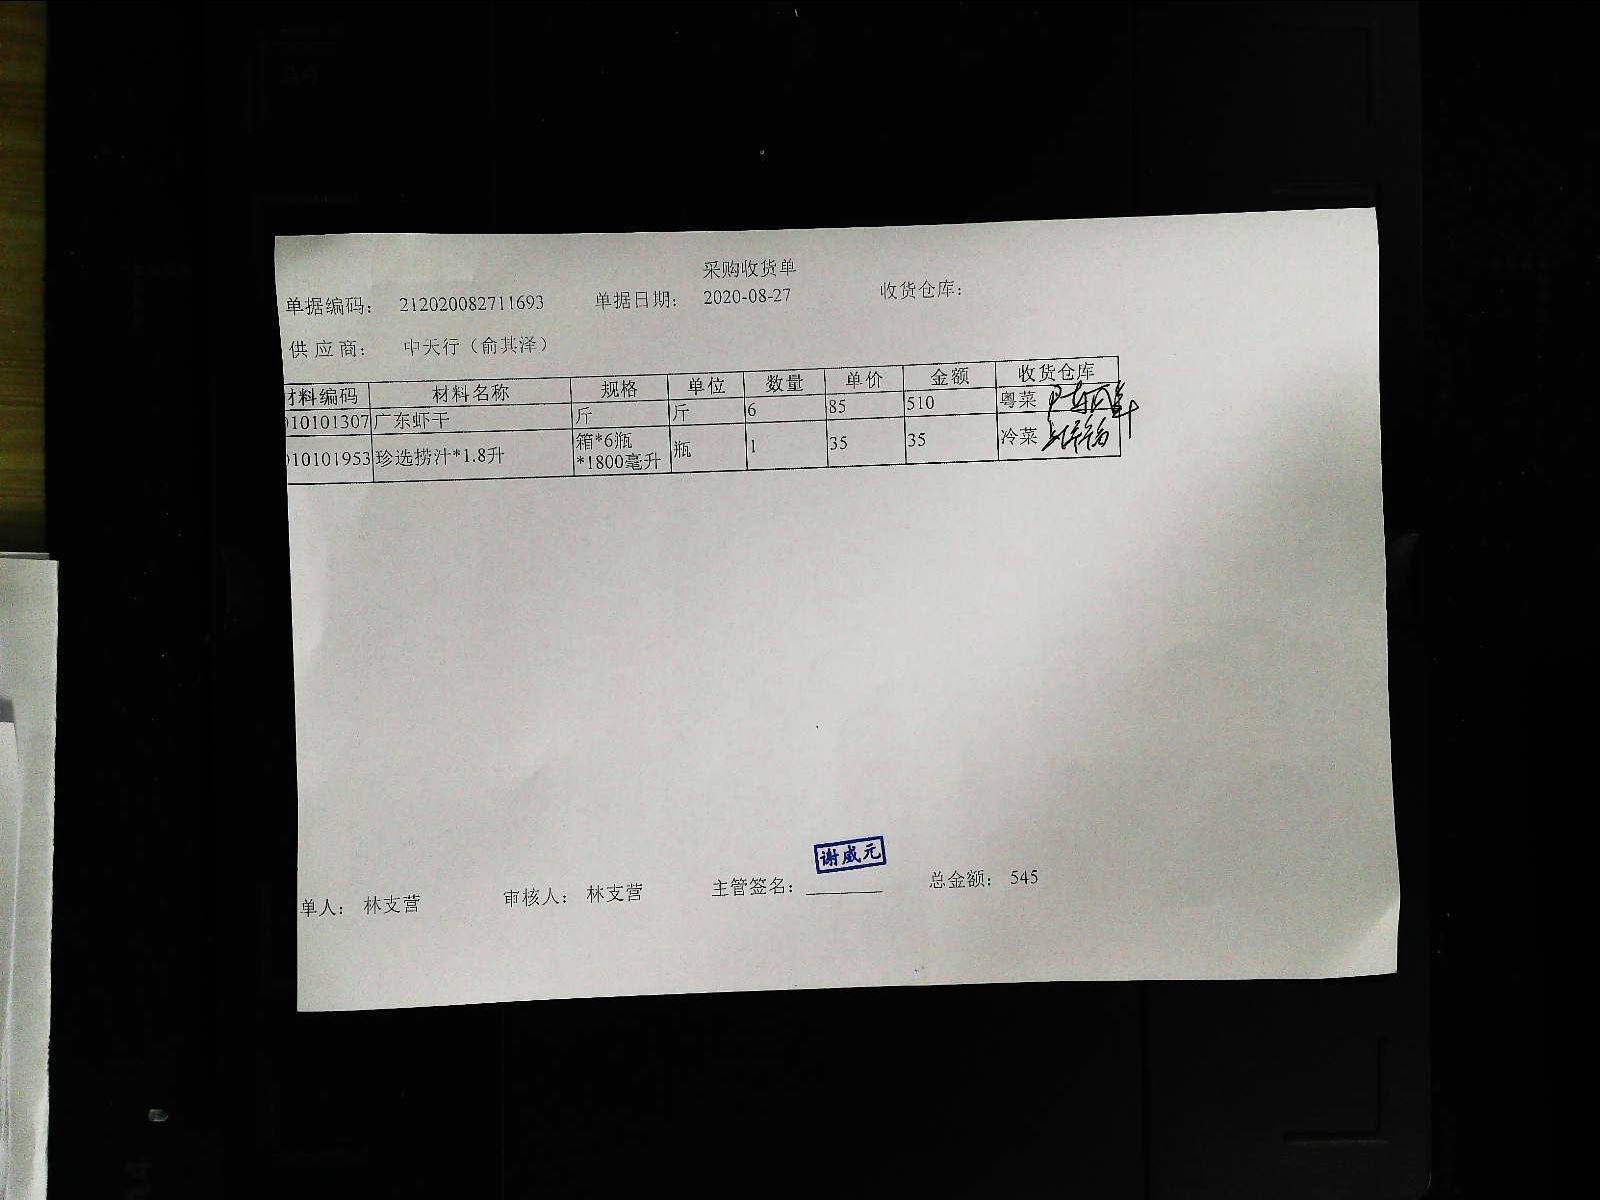 采购收货单
单据编码： 212020082711693 单据日期： 2020-08-27 收货仓库：
供应商： 中天行（俞其泽）
材料编码 材料名称 规格 单位 数量 单价 金额 收货仓库
10101307 广东虾干 斤 斤 6 85 510 粤菜
10101953 珍选捞汁*1.8升 箱*6瓶 瓶 1 35 35 冷菜
*1800毫升
谢威元
单人： 林支营 审核人： 林支营 主管签名： 总金额： 545